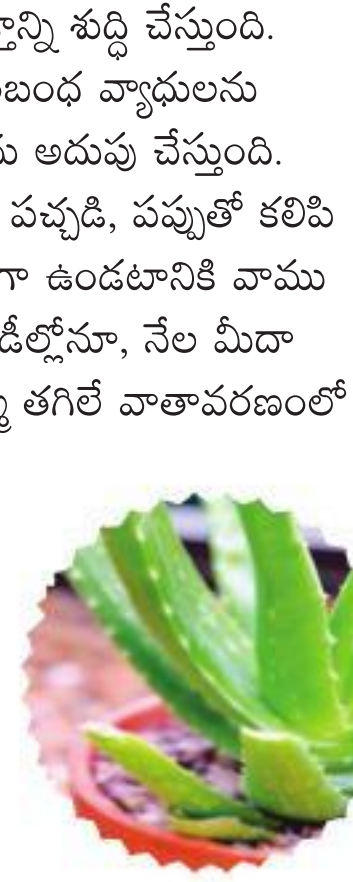 శుద్ధి చేస్తుంది.
వ్యాధులను
అదుపు చేస్తుంది.
పచ్చడి, పప్పుతో కలిపి
ఉండటానికి వాము
నేల మీదా
తగిలే వాతావరణంలో